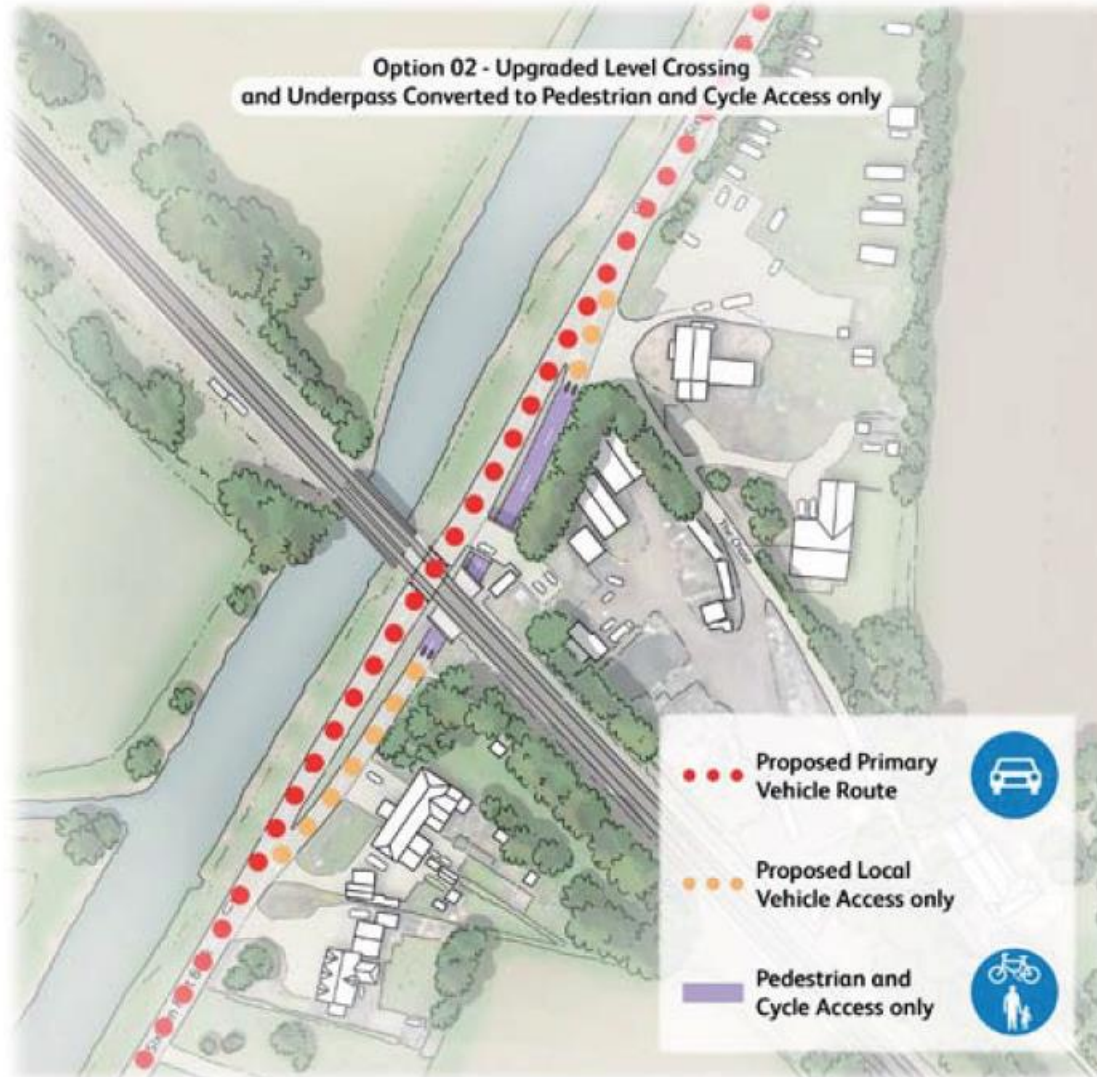 Option 02 - Upgraded Level Crossing
and Underpass Converted to Pedestrian and Cycle Access only
The Crove
Proposed Primary
Vehicle Route
Proposed Local
Vehicle Access only
Pedestrian and
Cycle Access only